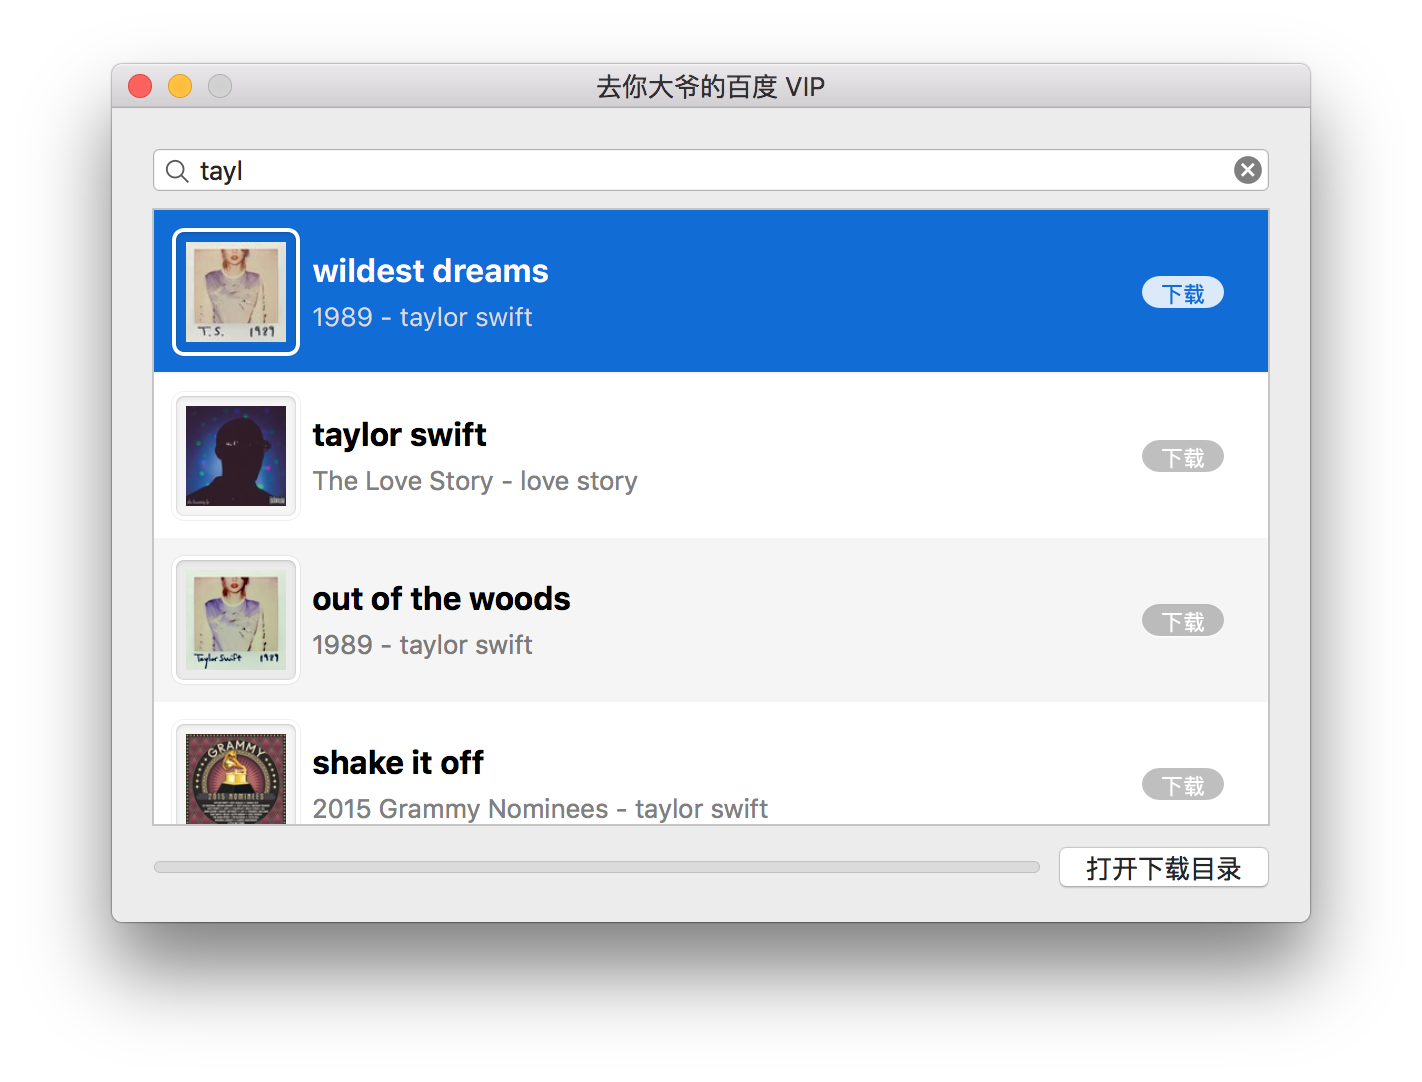 去你大爷的百度 VIP
tayl
wildest dreams
1989 - taylor swift
下载
T.S. 1989
taylor swift
The Love Story - love story
下载
out of the woods
1989 - taylor swift
下载
Taylor Swift 1989
shake it off
2015 Grammy Nominees - taylor swift
下载
GRAMMY
2015 NOMINEES
打开下载目录